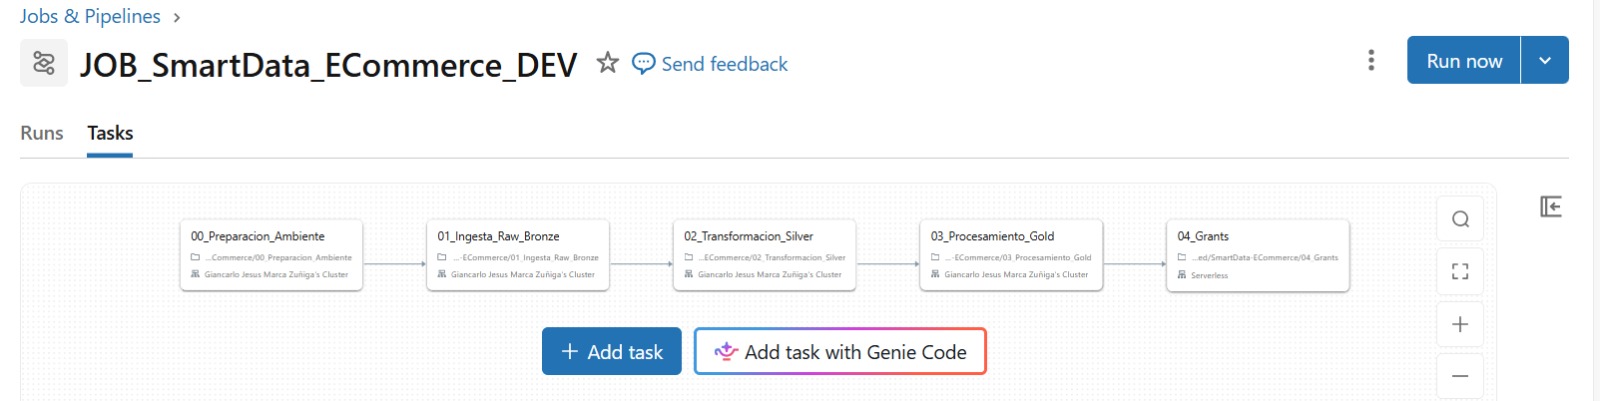 Jobs & Pipelines >
JOB_SmartData_ECommerce_DEV
Send feedback
Run now
Runs
Tasks
00_Preparacion_Ambiente
...Commerce/00_Preparacion_Ambiente
Giancarlo Jesus Marca Zuñiga's Cluster
01_Ingesta_Raw_Bronze
...-ECommerce/01_Ingesta_Raw_Bronze
Giancarlo Jesus Marca Zuñiga's Cluster
02_Transformacion_Silver
...ECommerce/02_Transformacion_Silver
Giancarlo Jesus Marca Zuñiga's Cluster
03_Procesamiento_Gold
...-ECommerce/03_Procesamiento_Gold
Giancarlo Jesus Marca Zuñiga's Cluster
04_Grants
...ed/SmartData-ECommerce/04_Grants
Serverless
+ Add task
Add task with Genie Code